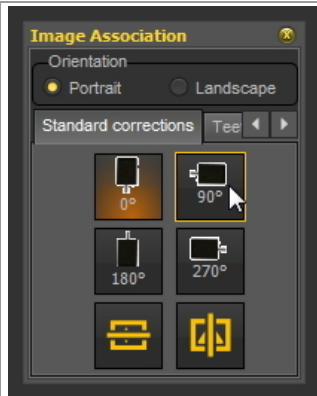 Image Association
Orientation
Portrait Landscape
Standard corrections Tee
0° 90°
180° 270°